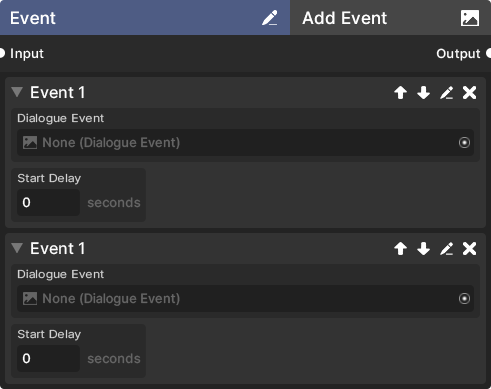 Event
Add Event
Input
Output
Event 1
Dialogue Event
None (Dialogue Event)
Start Delay
0 seconds
Event 1
Dialogue Event
None (Dialogue Event)
Start Delay
0 seconds